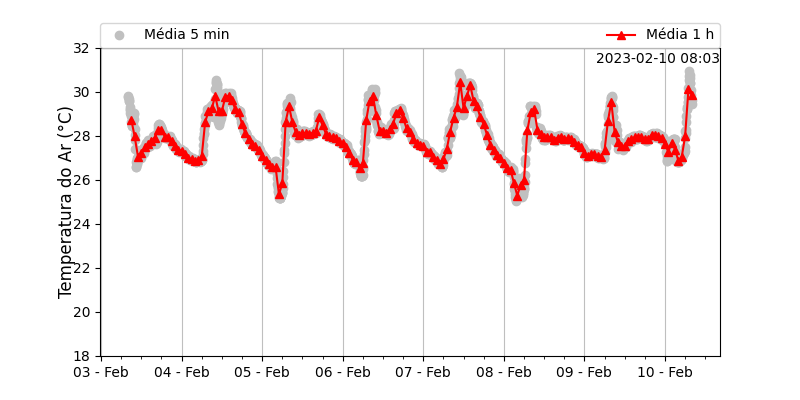 Média 5 min
Média 1 h
2023-02-10 08:03
Temperatura do Ar (°C)
32
30
28
26
24
22
20
18
03 - Feb
04 - Feb
05 - Feb
06 - Feb
07 - Feb
08 - Feb
09 - Feb
10 - Feb